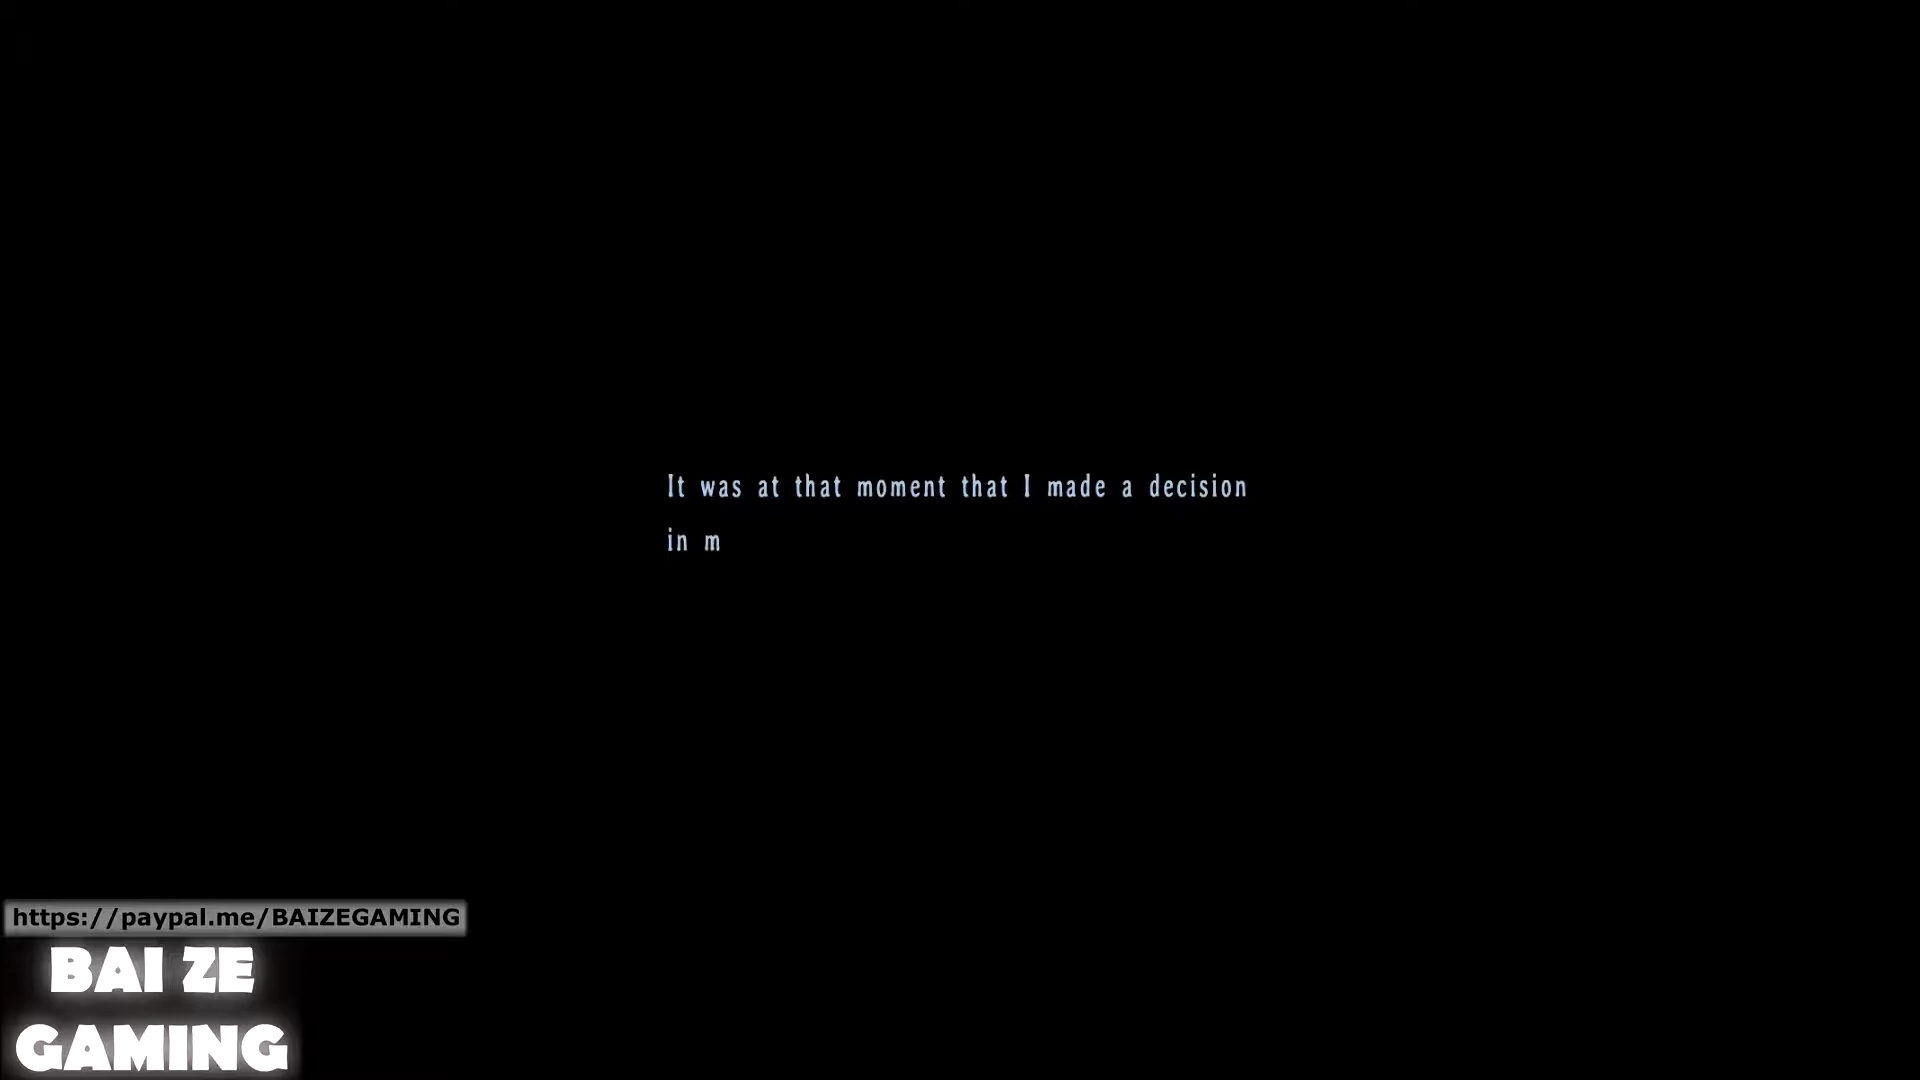 It was at that moment that I made a decision
in m
https://paypal.me/BAIZEGAMING
BAI ZE
GAMING